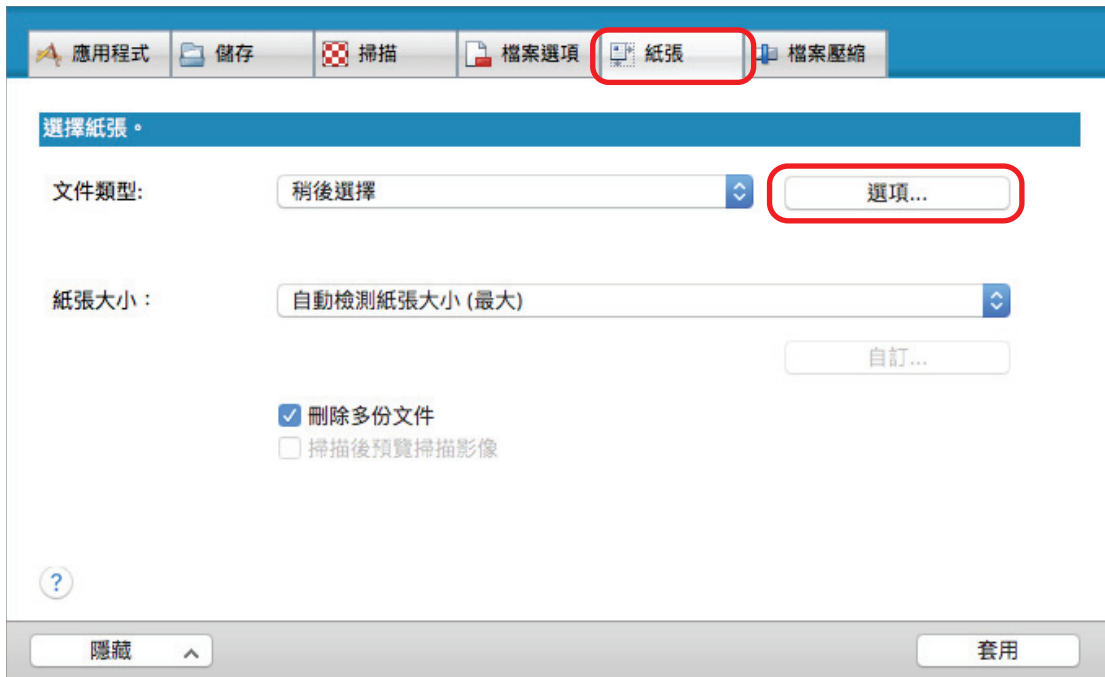 應用程式 儲存 掃描 檔案選項 紙張 檔案壓縮
選擇紙張。
文件類型: 稍後選擇 選項...
紙張大小： 自動檢測紙張大小 (最大)
自訂...
刪除多份文件
掃描後預覽掃描影像
?
隱藏 套用